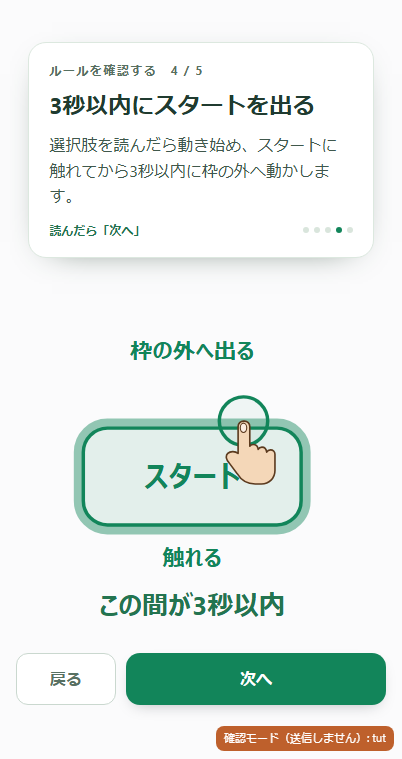 ルールを確認する 4 / 5
3秒以内にスタートを出る
選択肢を読んだら動き始め、スタートに
触れてから3秒以内に枠の外へ動かしま
す。
読んだら「次へ」
枠の外へ出る
スタート
触れる
この間が3秒以内
戻る
次へ
確認モード（送信しません）: tut